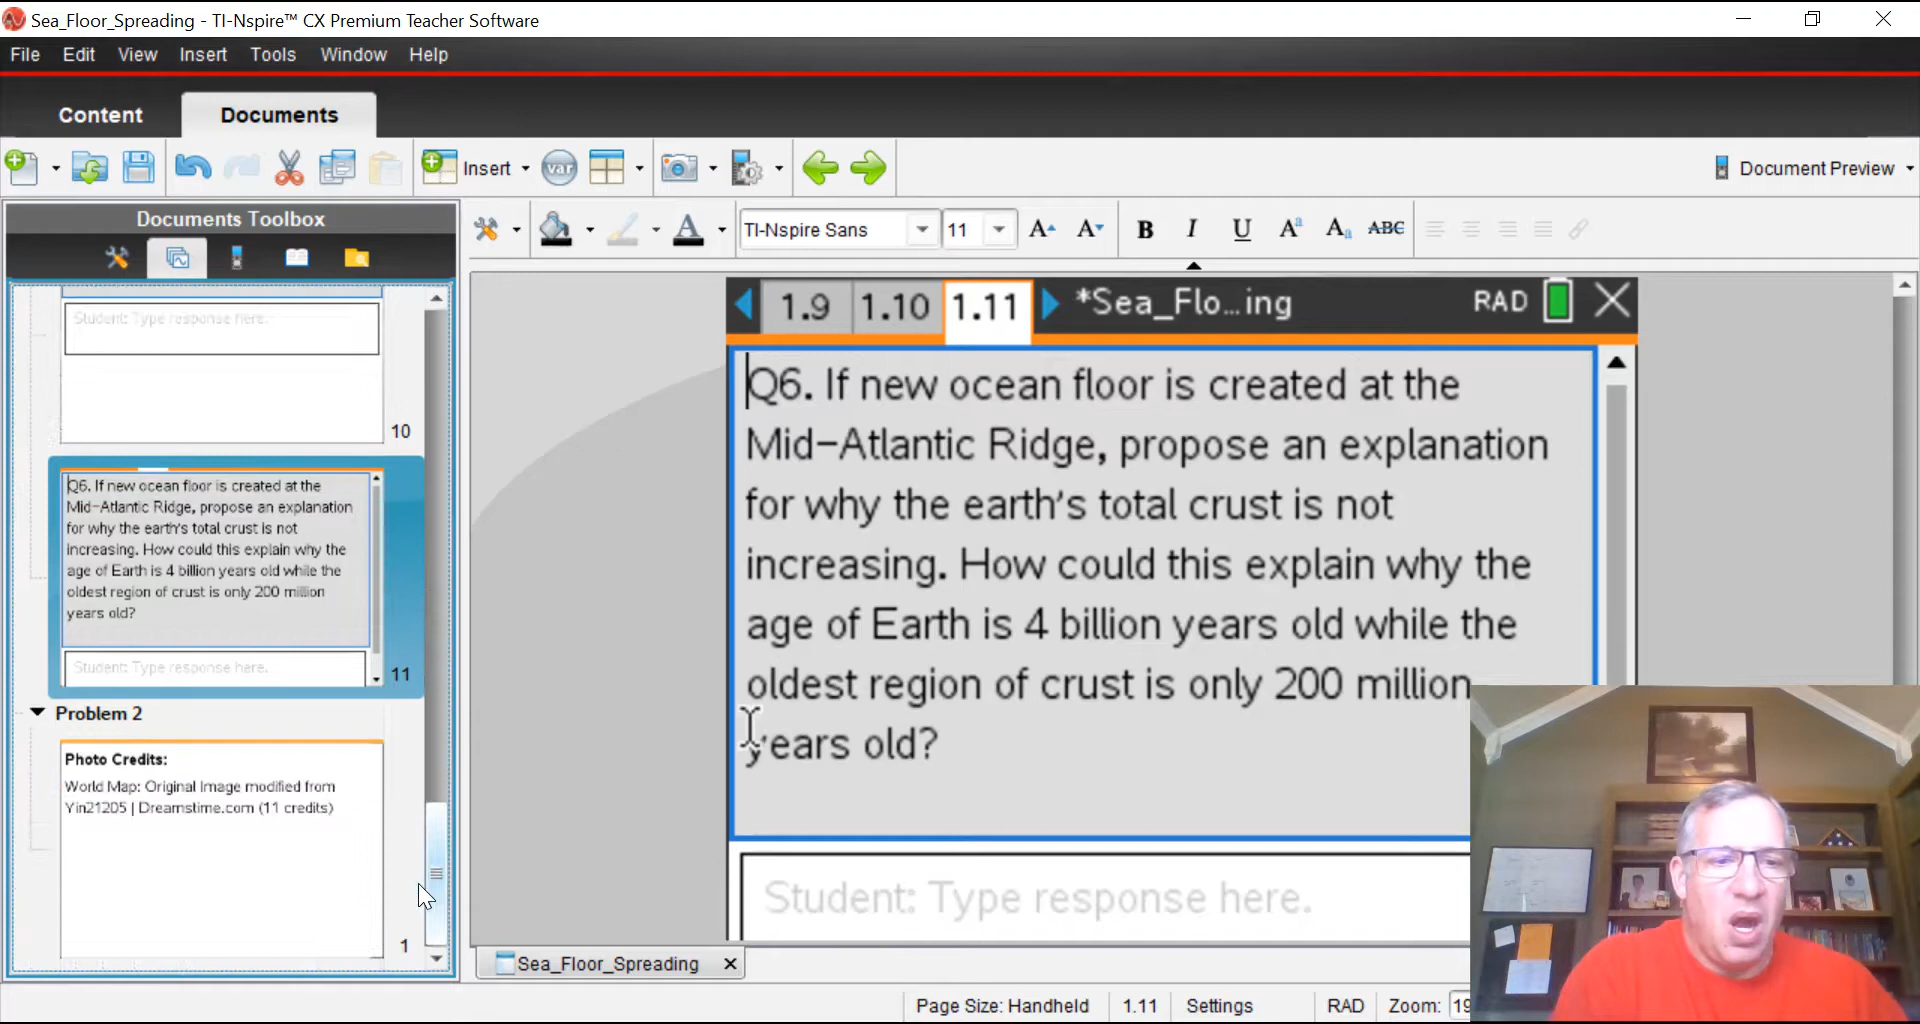 Sea_Floor_Spreading - TI-Nspire™ CX Premium Teacher Software
File Edit View Insert Tools Window Help
Content Documents
Insert var Document Preview
Documents Toolbox
TI-Nspire Sans 11 A A B I U Aa Aa ABC
1.9 1.10 1.11 *Sea_Flo...ing RAD
Student: Type response here.
10
Q6. If new ocean floor is created at the
Mid-Atlantic Ridge, propose an explanation
for why the earth's total crust is not
increasing. How could this explain why the
age of Earth is 4 billion years old while the
oldest region of crust is only 200 million
years old?
Student: Type response here.
11
Problem 2
Photo Credits:
World Map: Original Image modified from
Yin21205 | Dreamstime.com (11 credits)
1
Q6. If new ocean floor is created at the
Mid-Atlantic Ridge, propose an explanation
for why the earth's total crust is not
increasing. How could this explain why the
age of Earth is 4 billion years old while the
oldest region of crust is only 200 million
years old?
Student: Type response here.
Sea_Floor_Spreading
Page Size: Handheld 1.11 Settings RAD Zoom: 19